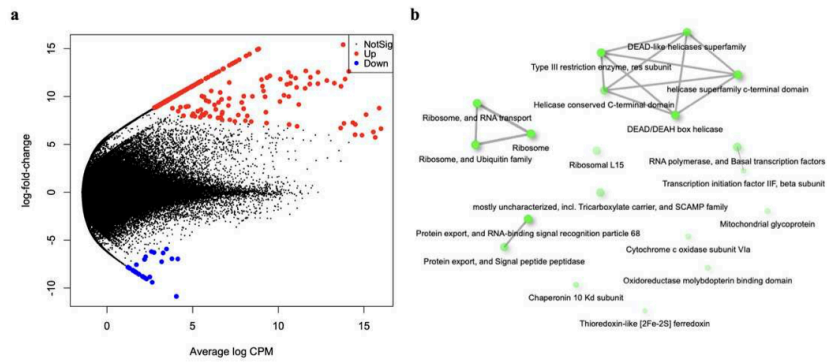 a
b
NotSig
Up
Down
15
10
5
0
-5
-10
log-fold-change
0
5
10
15
Average log CPM
DEAD-like helicases superfamily
Type III restriction enzyme, res subunit
helicase superfamily c-terminal domain
Helicase conserved C-terminal domain
DEAD/DEAH box helicase
Ribosome, and RNA transport
Ribosome
Ribosome, and Ubiquitin family
Ribosomal L15
RNA polymerase, and Basal transcription factors
Transcription initiation factor IIF, beta subunit
mostly uncharacterized, incl. Tricarboxylate carrier, and SCAMP family
Mitochondrial glycoprotein
Protein export, and RNA-binding signal recognition particle 68
Cytochrome c oxidase subunit VIa
Protein export, and Signal peptide peptidase
Oxidoreductase molybdopterin binding domain
Chaperonin 10 Kd subunit
Thioredoxin-like [2Fe-2S] ferredoxin